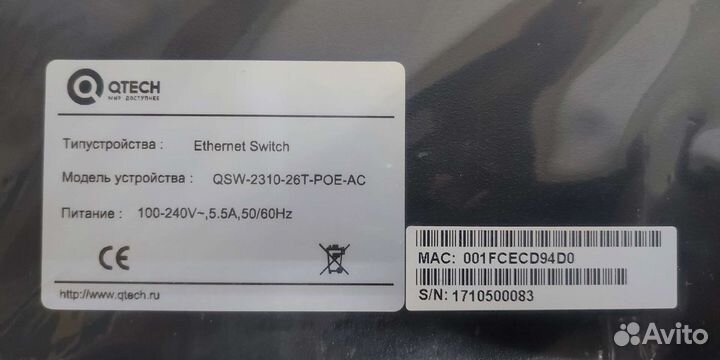 QTECH
МИР ДОСТУПНЕЕ
Типустройства : Ethernet Switch
Модель устройства : QSW-2310-26T-POE-AC
Питание : 100-240V~,5.5A,50/60Hz
CE
http://www.qtech.ru
MAC: 001FCECD94D0
S/N: 1710500083
Avito